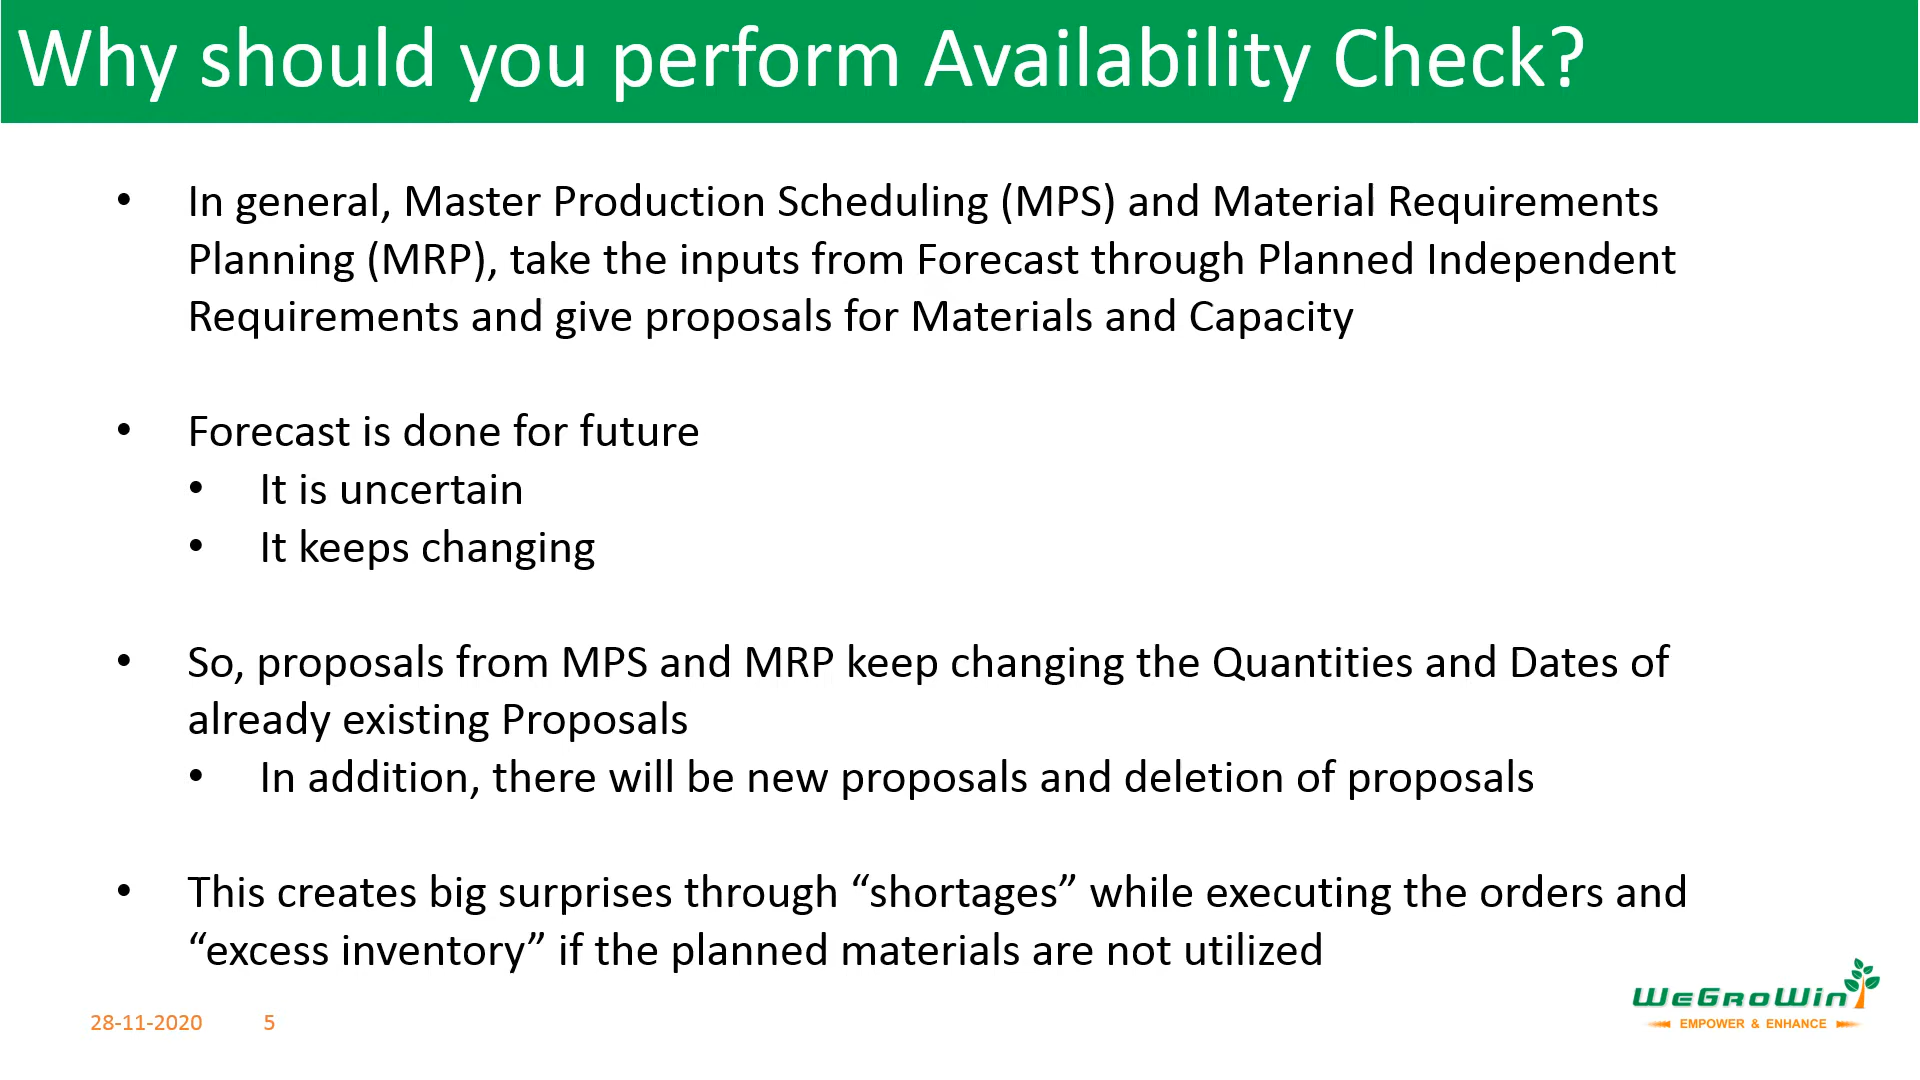 Why should you perform Availability Check?
• In general, Master Production Scheduling (MPS) and Material Requirements
Planning (MRP), take the inputs from Forecast through Planned Independent
Requirements and give proposals for Materials and Capacity
• Forecast is done for future
• It is uncertain
• It keeps changing
• So, proposals from MPS and MRP keep changing the Quantities and Dates of
already existing Proposals
• In addition, there will be new proposals and deletion of proposals
• This creates big surprises through “shortages” while executing the orders and
“excess inventory” if the planned materials are not utilized
WeGroWin
EMPOWER & ENHANCE
28-11-2020 5